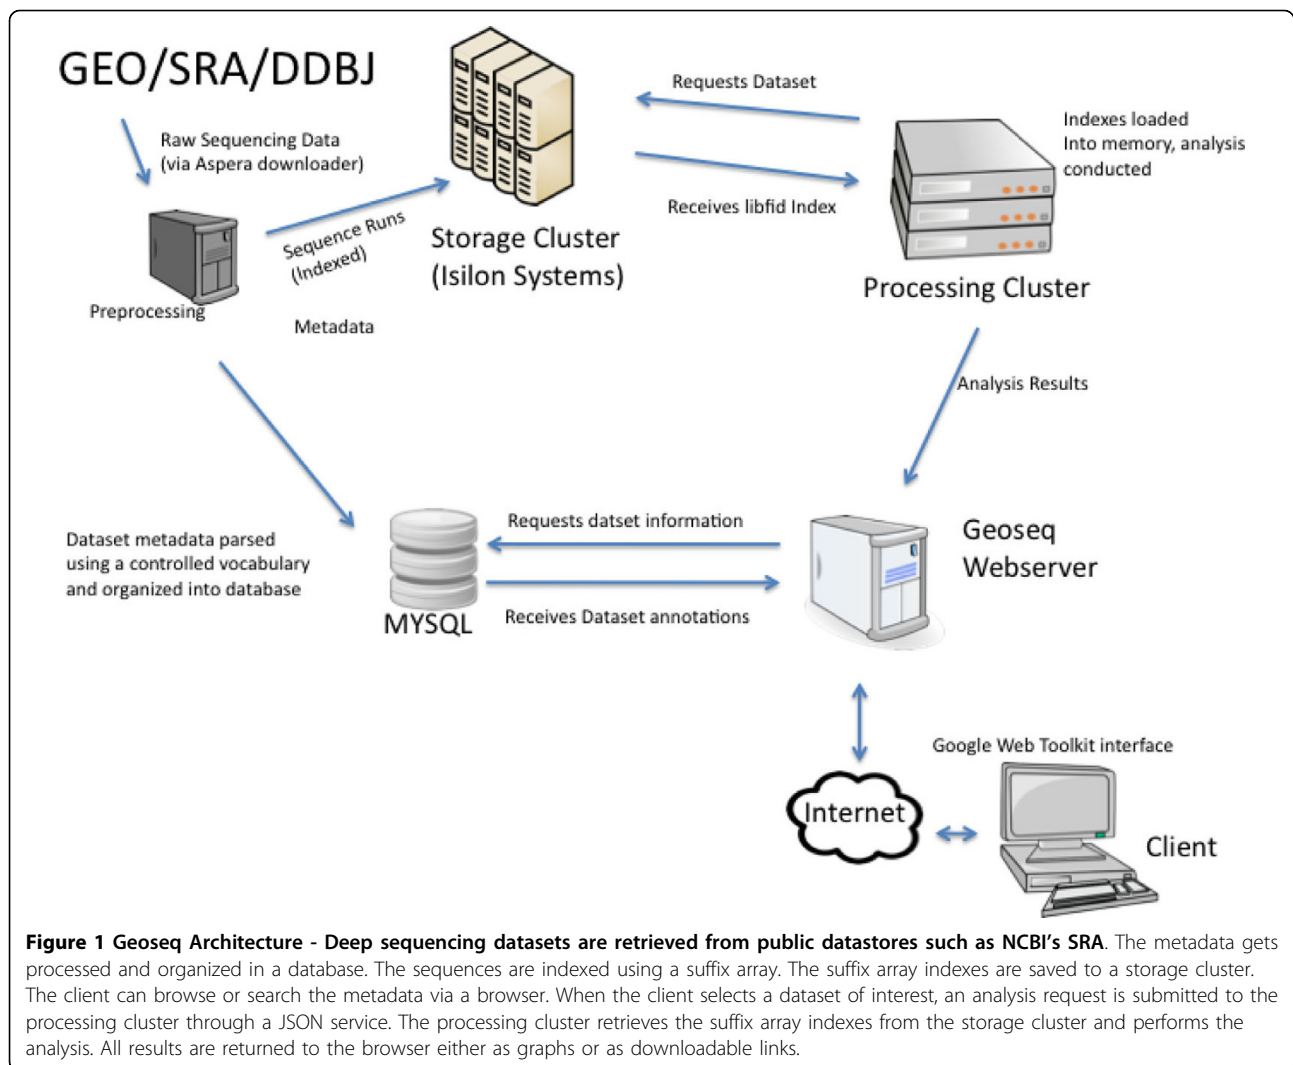 GEO/SRA/DDBJ
Raw Sequencing Data
(via Aspera downloader)
Preprocessing
Sequence Runs
(Indexed)
Metadata
Storage Cluster
(Isilon Systems)
Requests Dataset
Receives libfid Index
Indexes loaded
Into memory, analysis
conducted
Processing Cluster
Analysis Results
Dataset metadata parsed
using a controlled vocabulary
and organized into database
MYSQL
Requests datset information
Receives Dataset annotations
Geoseq
Webserver
Google Web Toolkit interface
Internet
Client
Figure 1 Geoseq Architecture - Deep sequencing datasets are retrieved from public datastores such as NCBI's SRA. The metadata gets
processed and organized in a database. The sequences are indexed using a suffix array. The suffix array indexes are saved to a storage cluster.
The client can browse or search the metadata via a browser. When the client selects a dataset of interest, an analysis request is submitted to the
processing cluster through a JSON service. The processing cluster retrieves the suffix array indexes from the storage cluster and performs the
analysis. All results are returned to the browser either as graphs or as downloadable links.